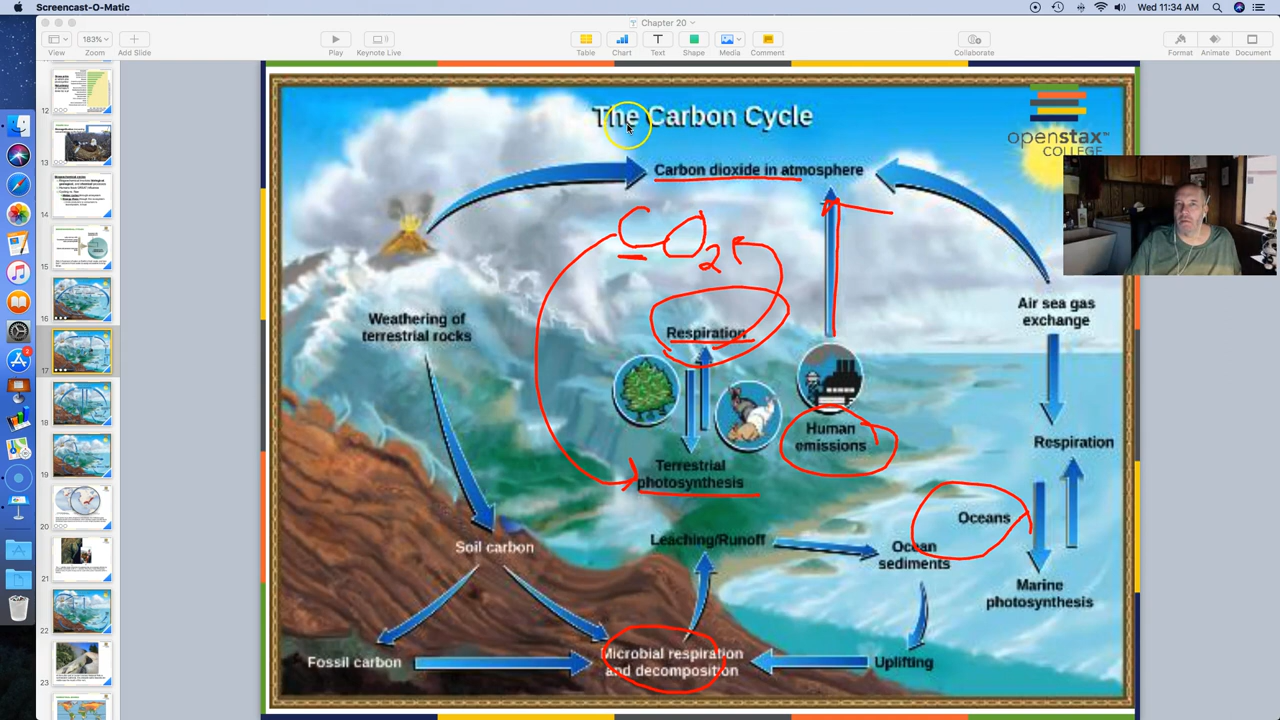 Screencast-O-Matic
Wed 11:34 AM
Chapter 20
183%
View
Zoom
Add Slide
Play
Keynote Live
Table
Chart
Text
Shape
Media
Comment
Collaborate
Format
Animate
Document
12
13
14
15
16
17
18
19
20
21
22
23
The Carbon Cycle
openstax™
COLLEGE
Carbon dioxide in atmosphere
CO2
Air sea gas
exchange
Weathering of
terrestrial rocks
Respiration
Human
emissions
Respiration
Terrestrial
photosynthesis
Oceans
Soil carbon
Leaching/Runoff
Ocean
sediments
Marine
photosynthesis
Fossil carbon
Microbial respiration
and decomposition
Uplifting